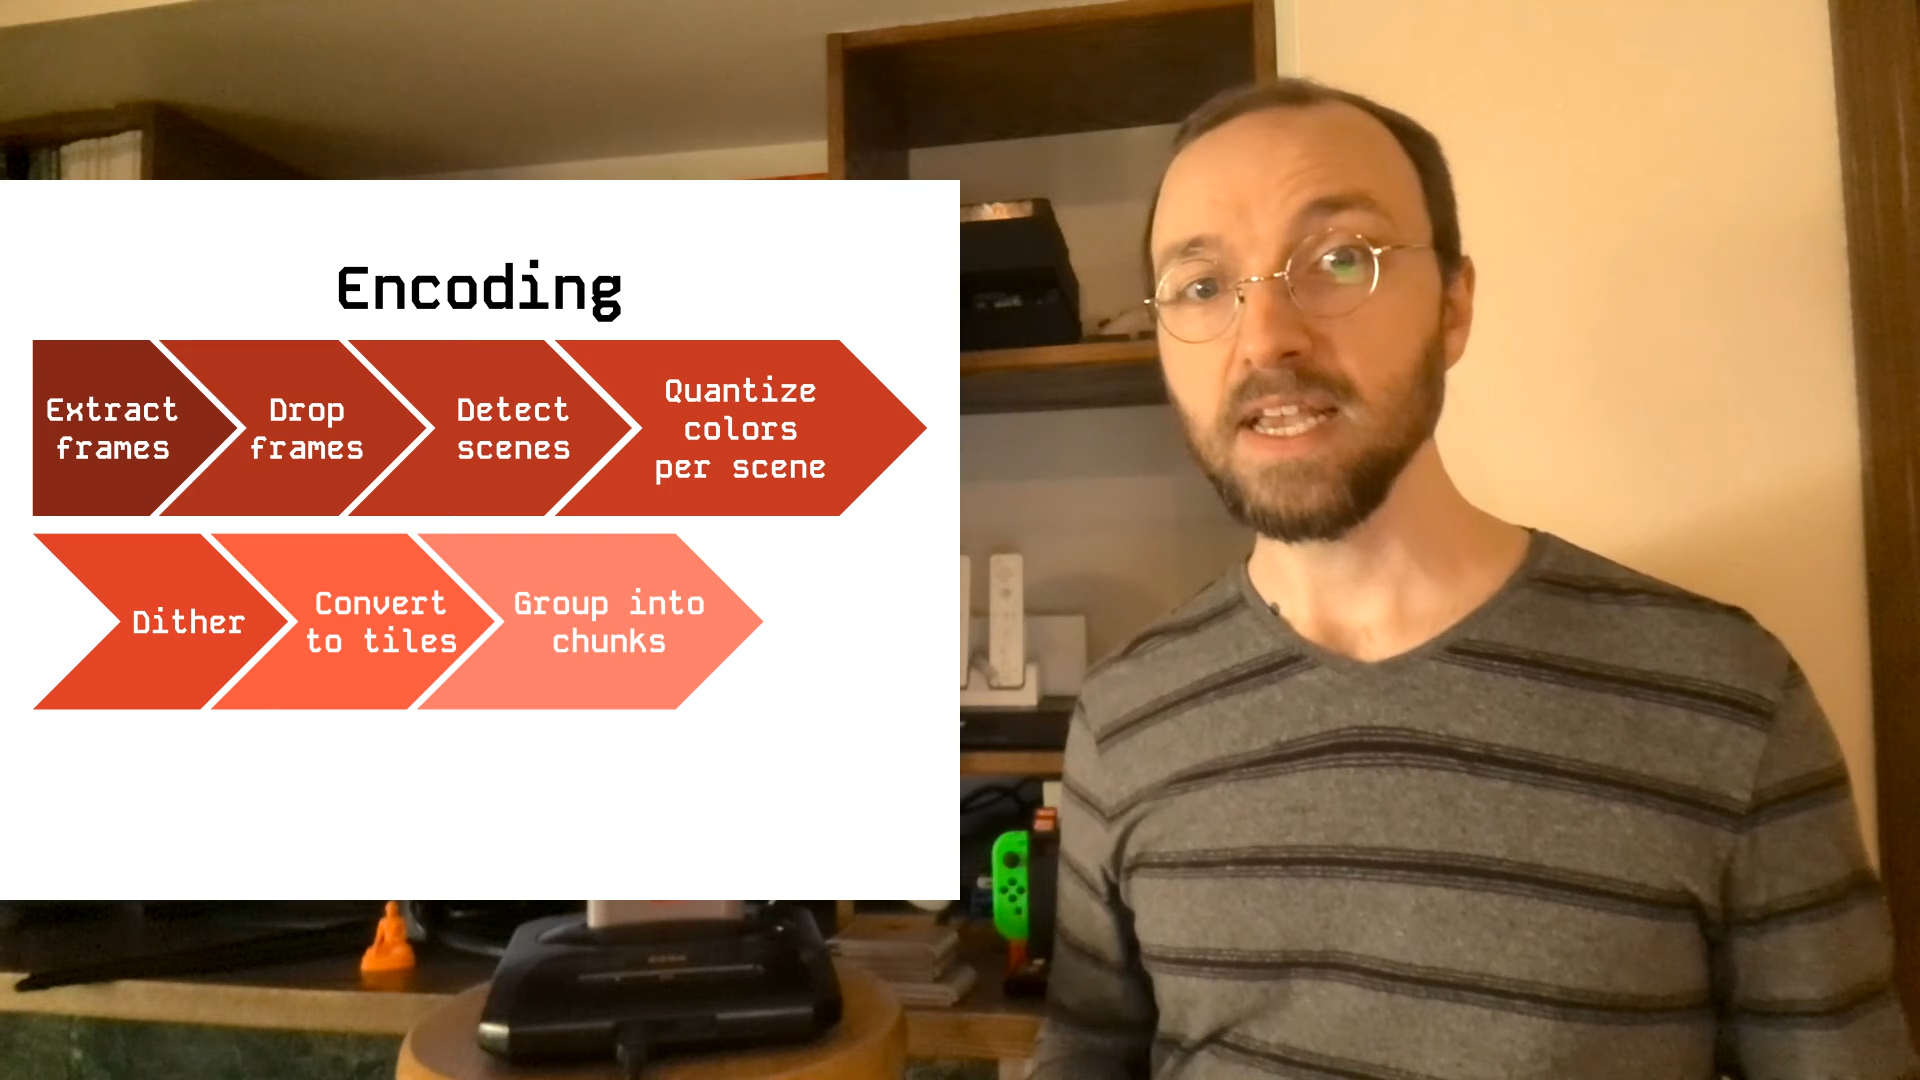 Encoding
Extract
frames
Drop
frames
Detect
scenes
Quantize
colors
per scene
Dither
Convert
to tiles
Group into
chunks